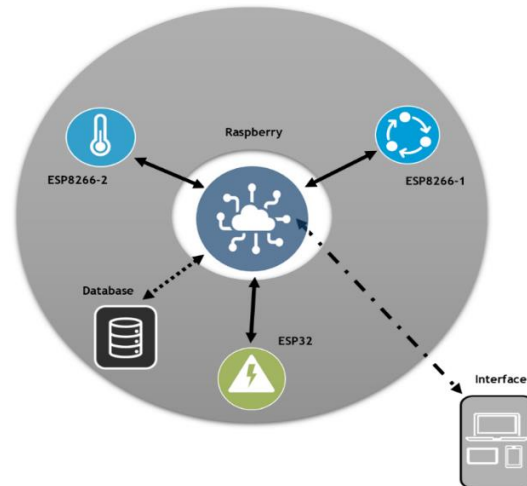 Raspberry
ESP8266-2
ESP8266-1
Database
ESP32
Interface